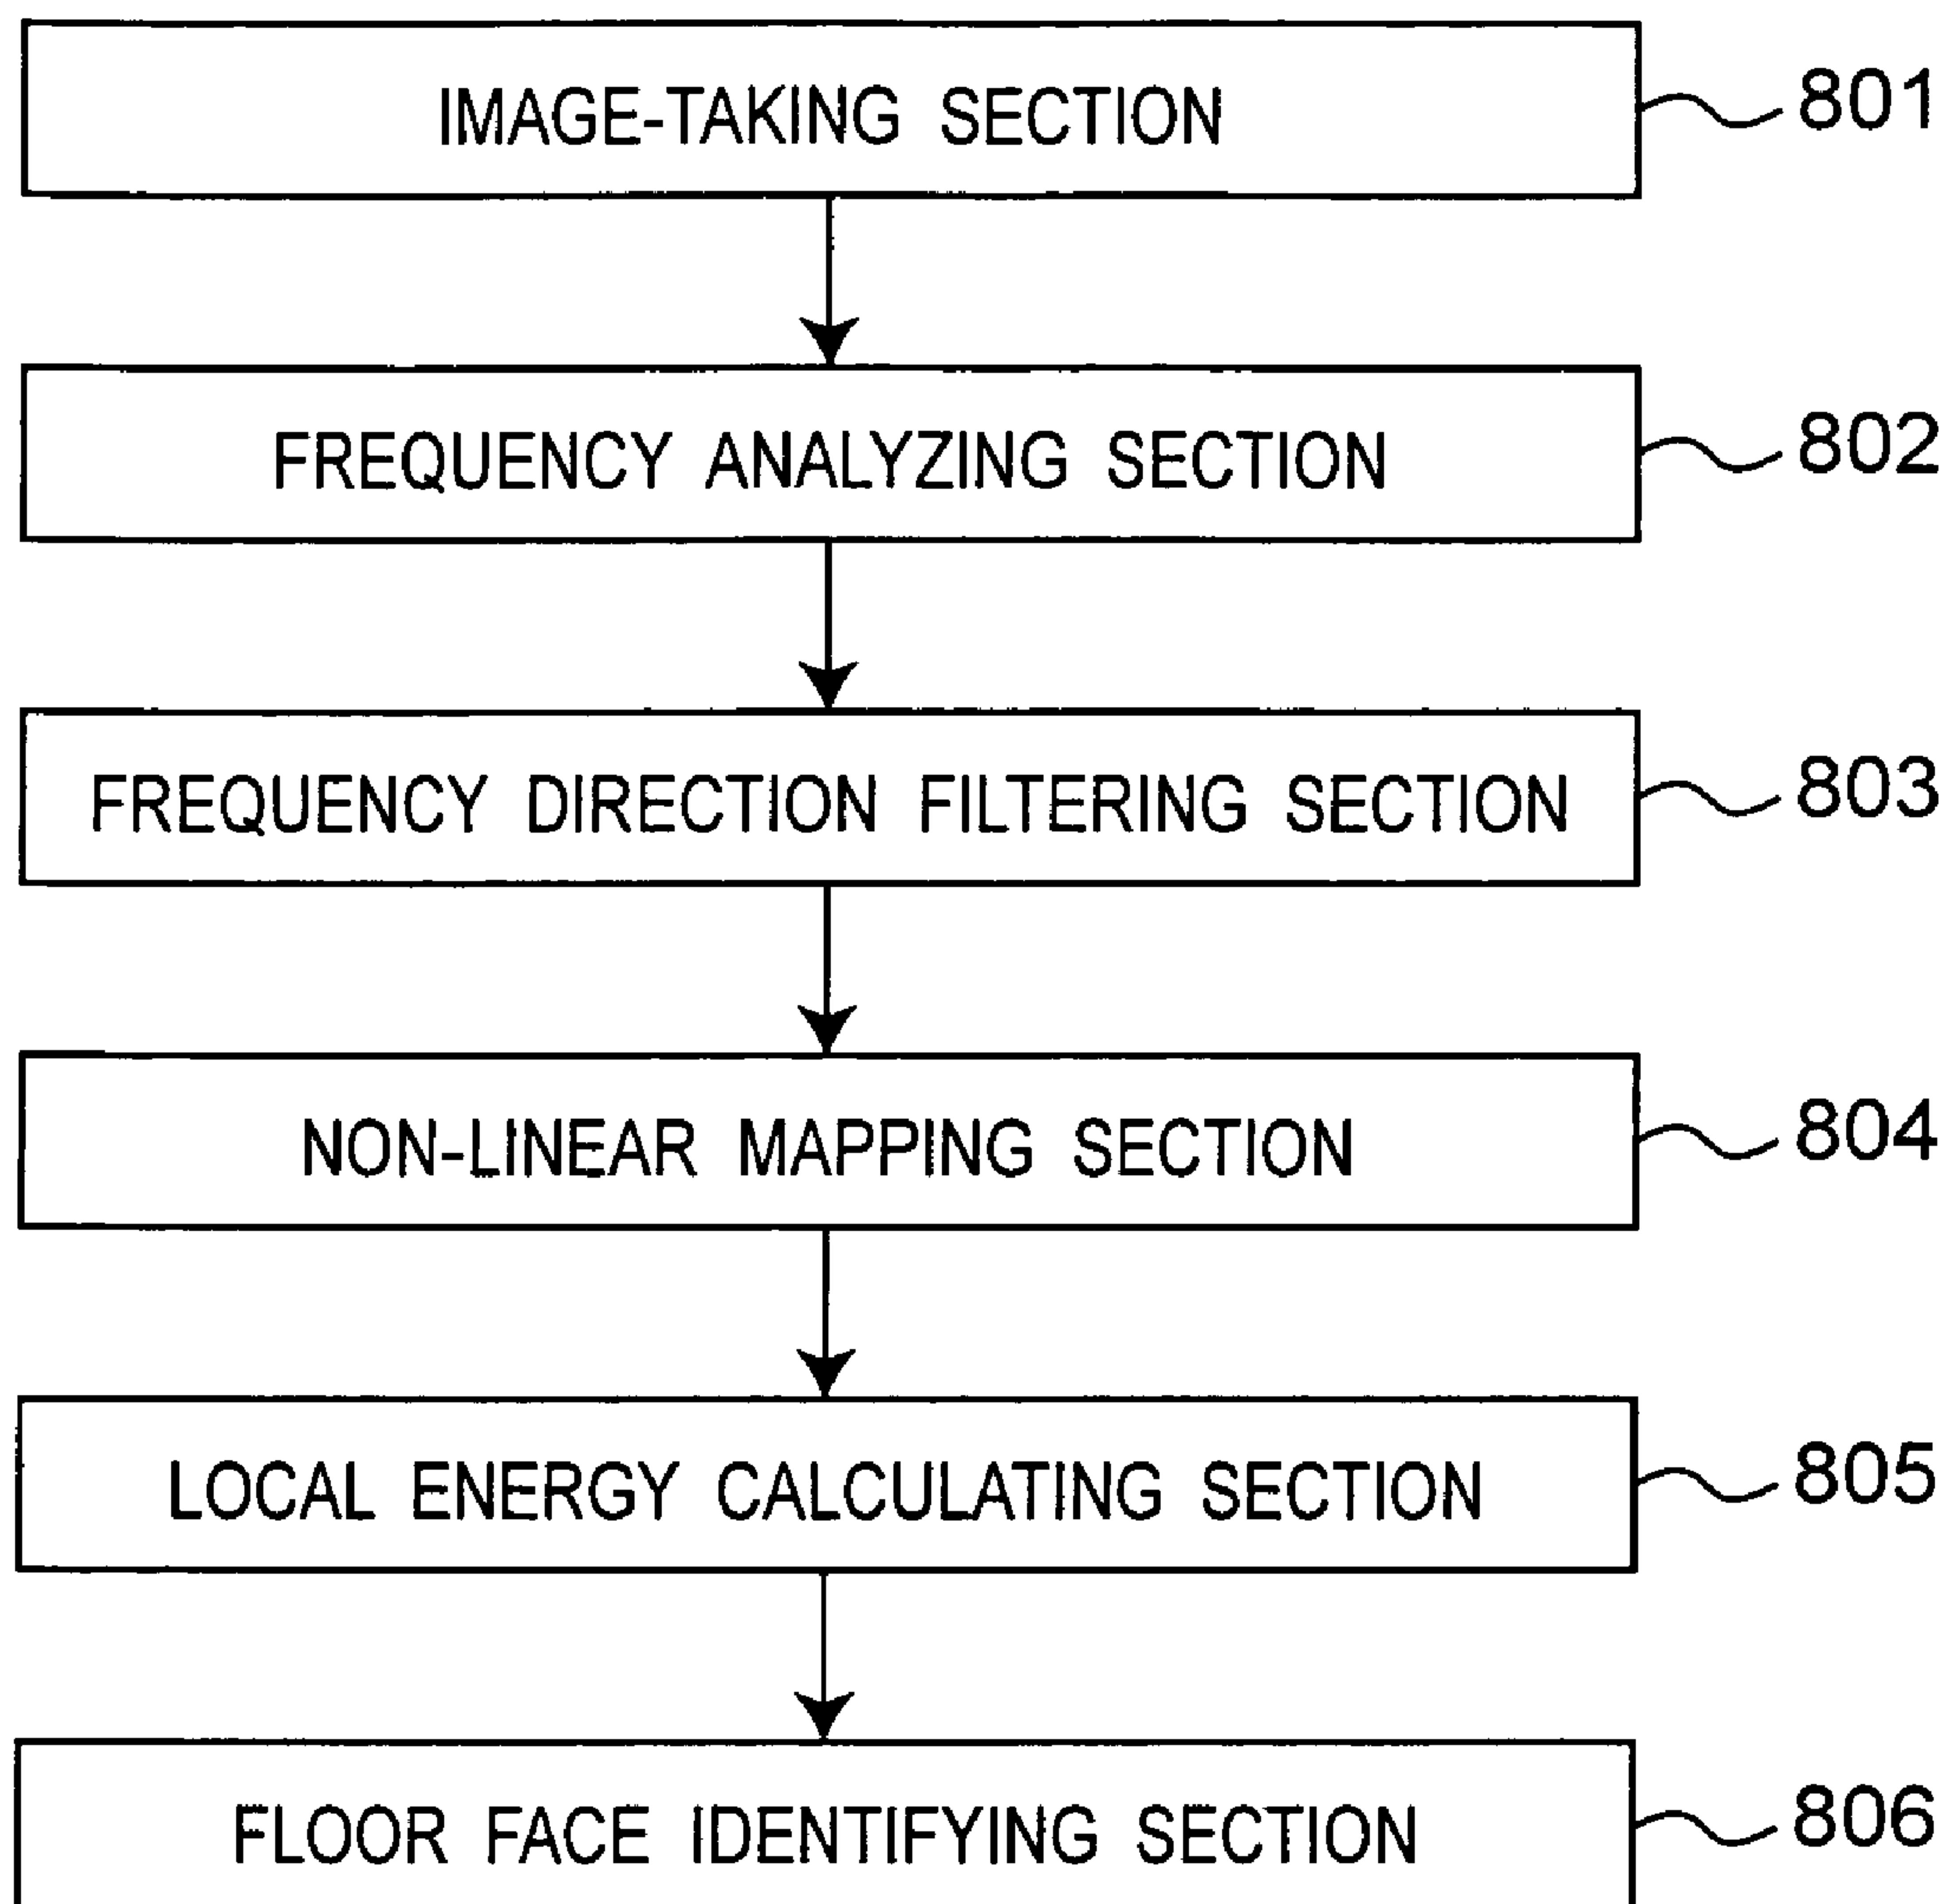 IMAGE-TAKING SECTION 801
FREQUENCY ANALYZING SECTION 802
FREQUENCY DIRECTION FILTERING SECTION 803
NON-LINEAR MAPPING SECTION 804
LOCAL ENERGY CALCULATING SECTION 805
FLOOR FACE IDENTIFYING SECTION 806